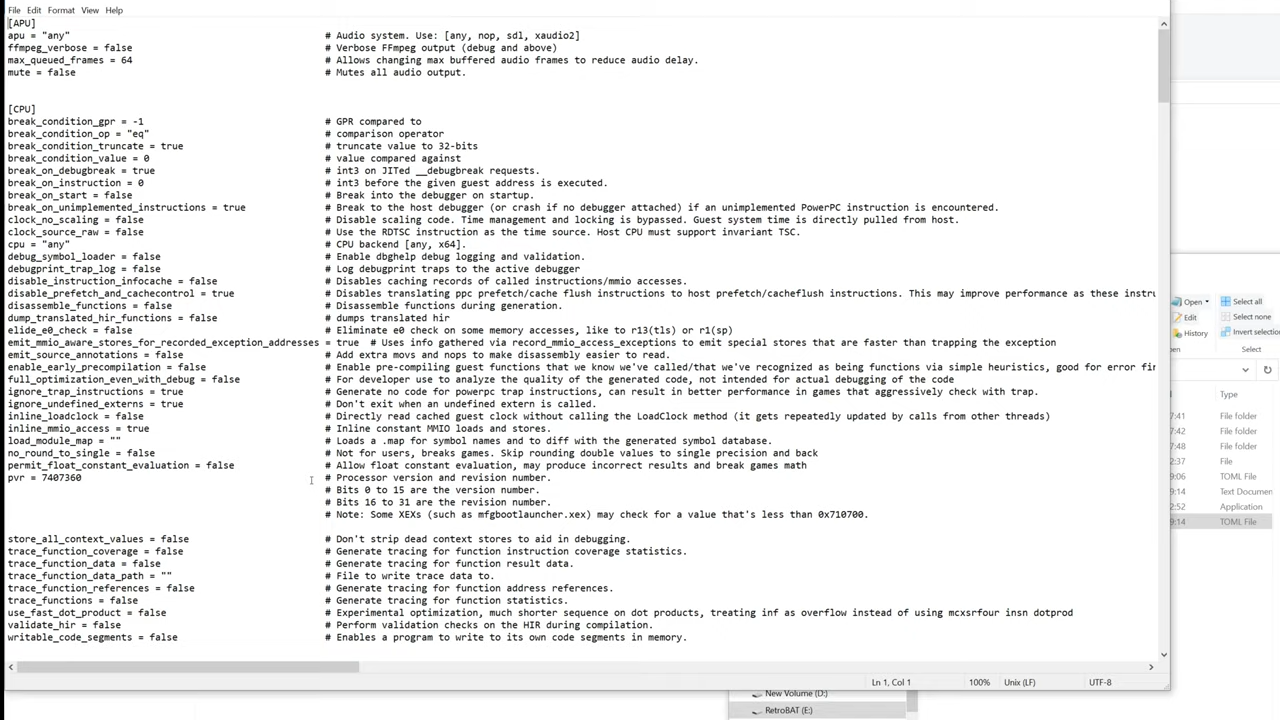 File Edit Format View Help
[APU]
apu = "any" # Audio system. Use: [any, nop, sdl, xaudio2]
ffmpeg_verbose = false # Verbose FFmpeg output (debug and above)
max_queued_frames = 64 # Allows changing max buffered audio frames to reduce audio delay.
mute = false # Mutes all audio output.
[CPU]
break_condition_gpr = -1 # GPR compared to
break_condition_op = "eq" # comparison operator
break_condition_truncate = true # truncate value to 32-bits
break_condition_value = 0 # value compared against
break_on_debugbreak = true # int3 on JITed __debugbreak requests.
break_on_instruction = 0 # int3 before the given guest address is executed.
break_on_start = false # Break into the debugger on startup.
break_on_unimplemented_instructions = true # Break to the host debugger (or crash if no debugger attached) if an unimplemented PowerPC instruction is encountered.
clock_no_scaling = false # Disable scaling code. Time management and locking is bypassed. Guest system time is directly pulled from host.
clock_source_raw = false # Use the RDTSC instruction as the time source. Host CPU must support invariant TSC.
cpu = "any" # CPU backend [any, x64].
debug_symbol_loader = false # Enable dbghelp debug logging and validation.
debugprint_trap_log = false # Log debugprint traps to the active debugger
disable_instruction_infocache = false # Disables caching records of called instructions/mmio accesses.
disable_prefetch_and_cachecontrol = true # Disables translating ppc prefetch/cache flush instructions to host prefetch/cacheflush instructions. This may improve performance as these instru
disassemble_functions = false # Disassemble functions during generation.
dump_translated_hir_functions = false # dumps translated hir
elide_e0_check = false # Eliminate e0 check on some memory accesses, like to r13(tls) or r1(sp)
emit_mmio_aware_stores_for_recorded_exception_addresses = true # Uses info gathered via record_mmio_access_exceptions to emit special stores that are faster than trapping the exception
emit_source_annotations = false # Add extra movs and nops to make disassembly easier to read.
enable_early_precompilation = false # Enable pre-compiling guest functions that we know we've called/that we've recognized as being functions via simple heuristics, good for error fi
full_optimization_even_with_debug = false # For developer use to analyze the quality of the generated code, not intended for actual debugging of the code
ignore_trap_instructions = true # Generate no code for powerpc trap instructions, can result in better performance in games that aggressively check with trap.
ignore_undefined_externs = true # Don't exit when an undefined extern is called.
inline_loadclock = false # Directly read cached guest clock without calling the LoadClock method (it gets repeatedly updated by calls from other threads)
inline_mmio_access = true # Inline constant MMIO loads and stores.
load_module_map = "" # Loads a .map for symbol names and to diff with the generated symbol database.
no_round_to_single = false # Not for users, breaks games. Skip rounding double values to single precision and back
permit_float_constant_evaluation = false # Allow float constant evaluation, may produce incorrect results and break games math
pvr = 7407360 # Processor version and revision number.
# Bits 0 to 15 are the version number.
# Bits 16 to 31 are the revision number.
# Note: Some XEXs (such as mfgbootlauncher.xex) may check for a value that's less than 0x710700.
store_all_context_values = false # Don't strip dead context stores to aid in debugging.
trace_function_coverage = false # Generate tracing for function instruction coverage statistics.
trace_function_data = false # Generate tracing for function result data.
trace_function_data_path = "" # File to write trace data to.
trace_function_references = false # Generate tracing for function address references.
trace_functions = false # Generate tracing for function statistics.
use_fast_dot_product = false # Experimental optimization, much shorter sequence on dot products, treating inf as overflow instead of using mcxsrfour insn dotprod
validate_hir = false # Perform validation checks on the HIR during compilation.
writable_code_segments = false # Enables a program to write to its own code segments in memory.
Ln 1, Col 1 100% Unix (LF) UTF-8
Open Select all
Edit Select none
History Invert selectio
en Select
Type
7:41 File folder
7:42 File folder
7:48 File folder
2:37 File
9:06 TOML File
9:14 Text Documen
2:52 Application
9:14 TOML File
New Volume (D:)
RetroBAT (E:)